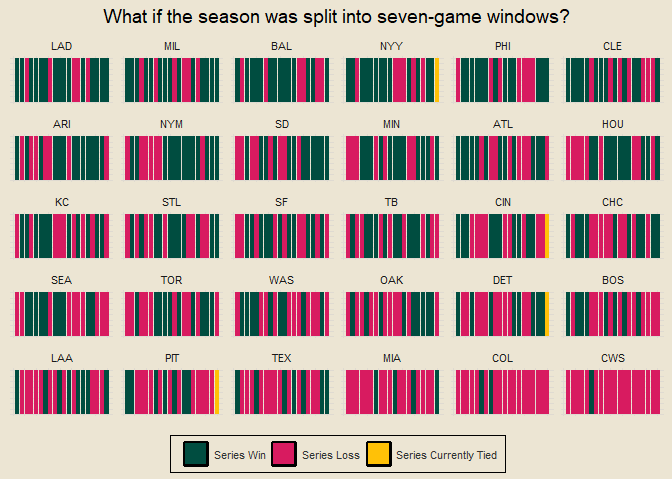 What if the season was split into seven-game windows?
LAD MIL BAL NYY PHI CLE
ARI NYM SD MIN ATL HOU
KC STL SF TB CIN CHC
SEA TOR WAS OAK DET BOS
LAA PIT TEX MIA COL CWS
Series Win Series Loss Series Currently Tied